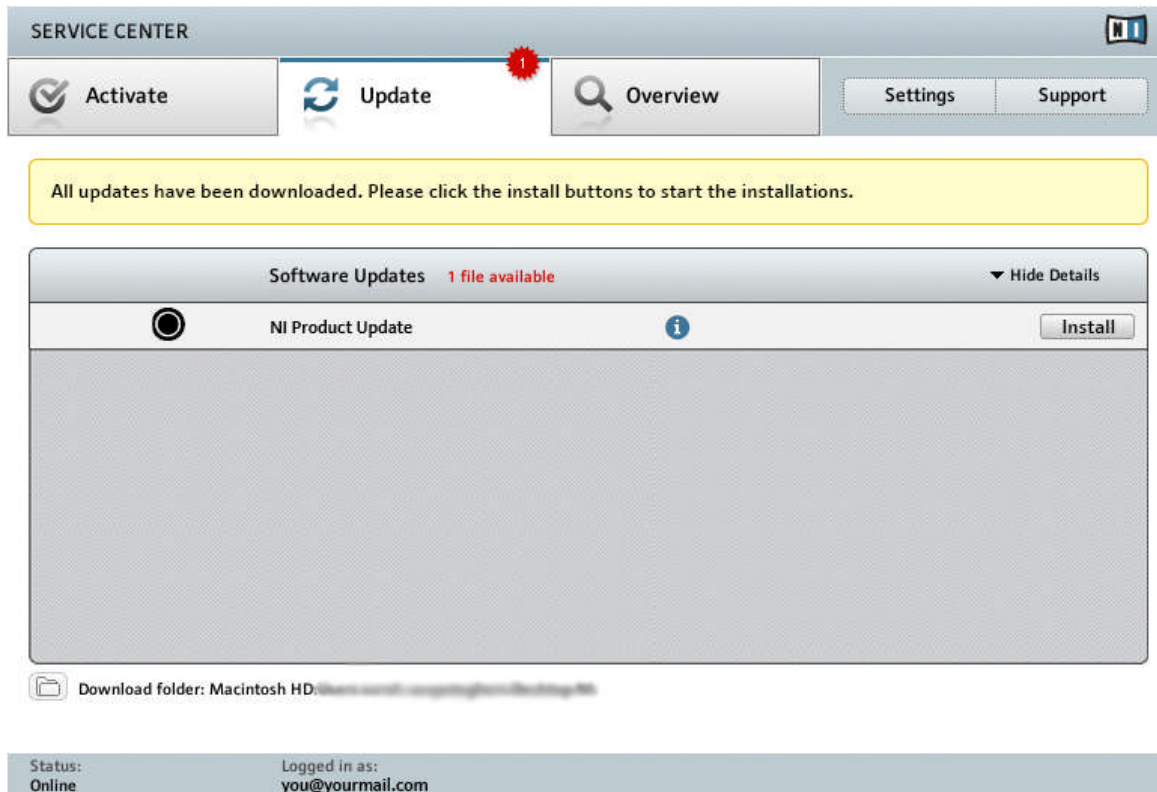 SERVICE CENTER
NI
Activate
Update
1
Overview
Settings
Support
All updates have been downloaded. Please click the install buttons to start the installations.
Software Updates 1 file available
Hide Details
NI Product Update
i
Install
Download folder: Macintosh HD:
Status:
Logged in as:
Online
you@yourmail.com